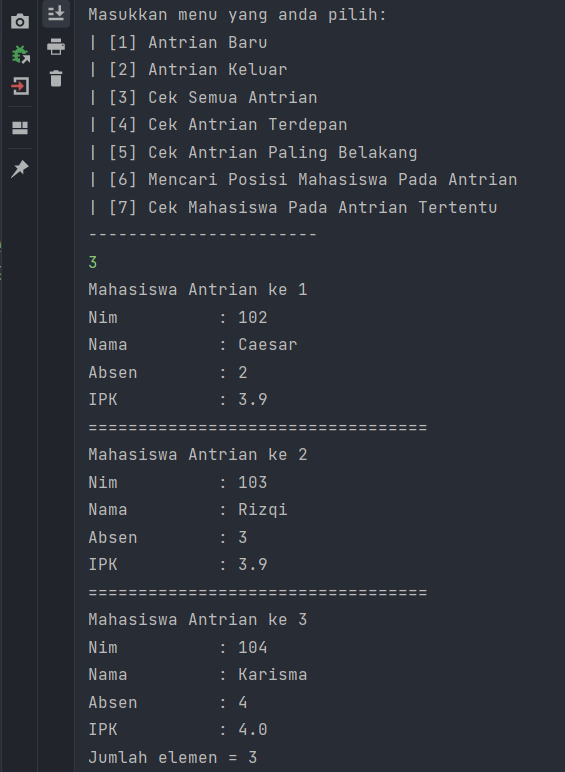 Masukkan menu yang anda pilih:
| [1] Antrian Baru
| [2] Antrian Keluar
| [3] Cek Semua Antrian
| [4] Cek Antrian Terdepan
| [5] Cek Antrian Paling Belakang
| [6] Mencari Posisi Mahasiswa Pada Antrian
| [7] Cek Mahasiswa Pada Antrian Tertentu
-----------------------
3
Mahasiswa Antrian ke 1
Nim          : 102
Nama         : Caesar
Absen        : 2
IPK          : 3.9
==================================
Mahasiswa Antrian ke 2
Nim          : 103
Nama         : Rizqi
Absen        : 3
IPK          : 3.9
==================================
Mahasiswa Antrian ke 3
Nim          : 104
Nama         : Karisma
Absen        : 4
IPK          : 4.0
Jumlah elemen = 3